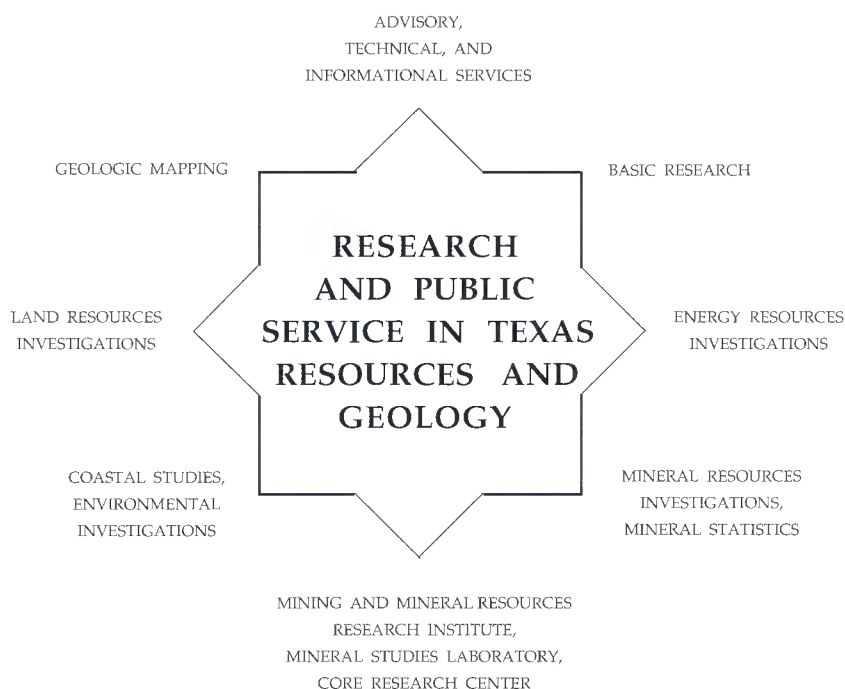 ADVISORY,
TECHNICAL, AND
INFORMATIONAL SERVICES
GEOLOGIC MAPPING
BASIC RESEARCH
RESEARCH
AND PUBLIC
SERVICE IN TEXAS
RESOURCES AND
GEOLOGY
LAND RESOURCES
INVESTIGATIONS
ENERGY RESOURCES
INVESTIGATIONS
COASTAL STUDIES,
ENVIRONMENTAL
INVESTIGATIONS
MINERAL RESOURCES
INVESTIGATIONS,
MINERAL STATISTICS
MINING AND MINERAL RESOURCES
RESEARCH INSTITUTE,
MINERAL STUDIES LABORATORY,
CORE RESEARCH CENTER